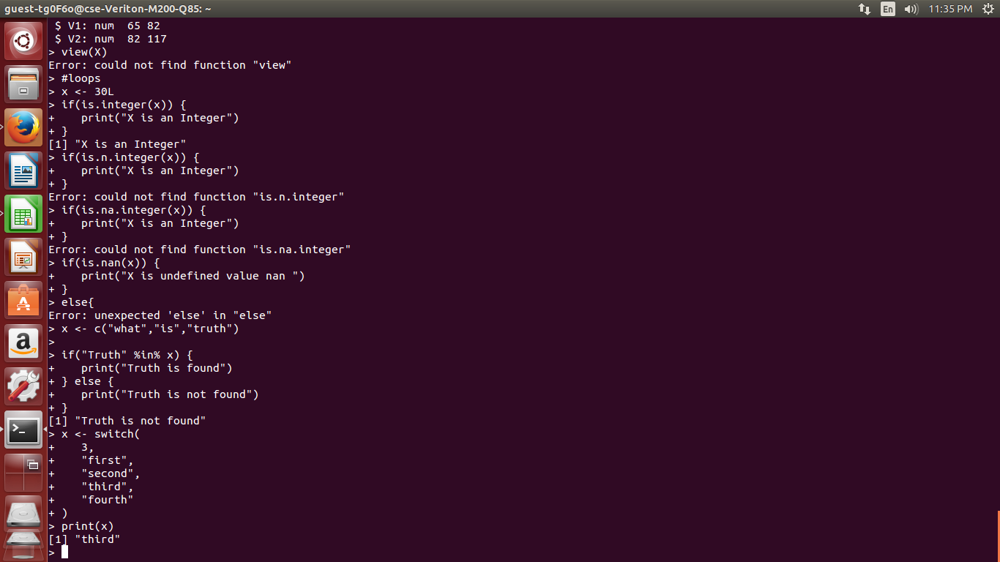 guest-tg0F6o@cse-Veriton-M200-Q85: ~
En
11:35 PM
 $ V1: num  65 82
 $ V2: num  82 117
> view(X)
Error: could not find function "view"
> #loops
> x <- 30L
> if(is.integer(x)) {
+    print("X is an Integer")
+ }
[1] "X is an Integer"
> if(is.n.integer(x)) {
+    print("X is an Integer")
+ }
Error: could not find function "is.n.integer"
> if(is.na.integer(x)) {
+    print("X is an Integer")
+ }
Error: could not find function "is.na.integer"
> if(is.nan(x)) {
+    print("X is undefined value nan ")
+ }
> else{
Error: unexpected 'else' in "else"
> x <- c("what","is","truth")
>
> if("Truth" %in% x) {
+    print("Truth is found")
+ } else {
+    print("Truth is not found")
+ }
[1] "Truth is not found"
> x <- switch(
+    3,
+    "first",
+    "second",
+    "third",
+    "fourth"
+ )
> print(x)
[1] "third"
>